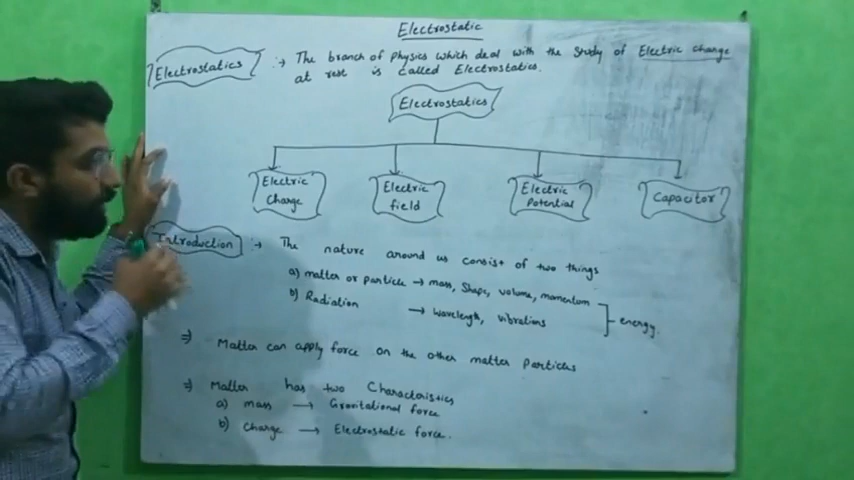 Electrostatic
Electrostatics :→ The branch of Physics which deal with the study of Electric charge
at rest is called Electrostatics.
Electrostatics
Electric Charge
Electric field
Electric Potential
Capacitor
Introduction :→ The nature around us consist of two things
a) matter or particle → mass, Shape, volume, momentum
b) Radiation → wavelength, vibrations
energy.
⇒ Matter can apply force on the other matter Particles
⇒ Matter has two Characteristics
a) mass → Gravitational force
b) Charge → Electrostatic force.